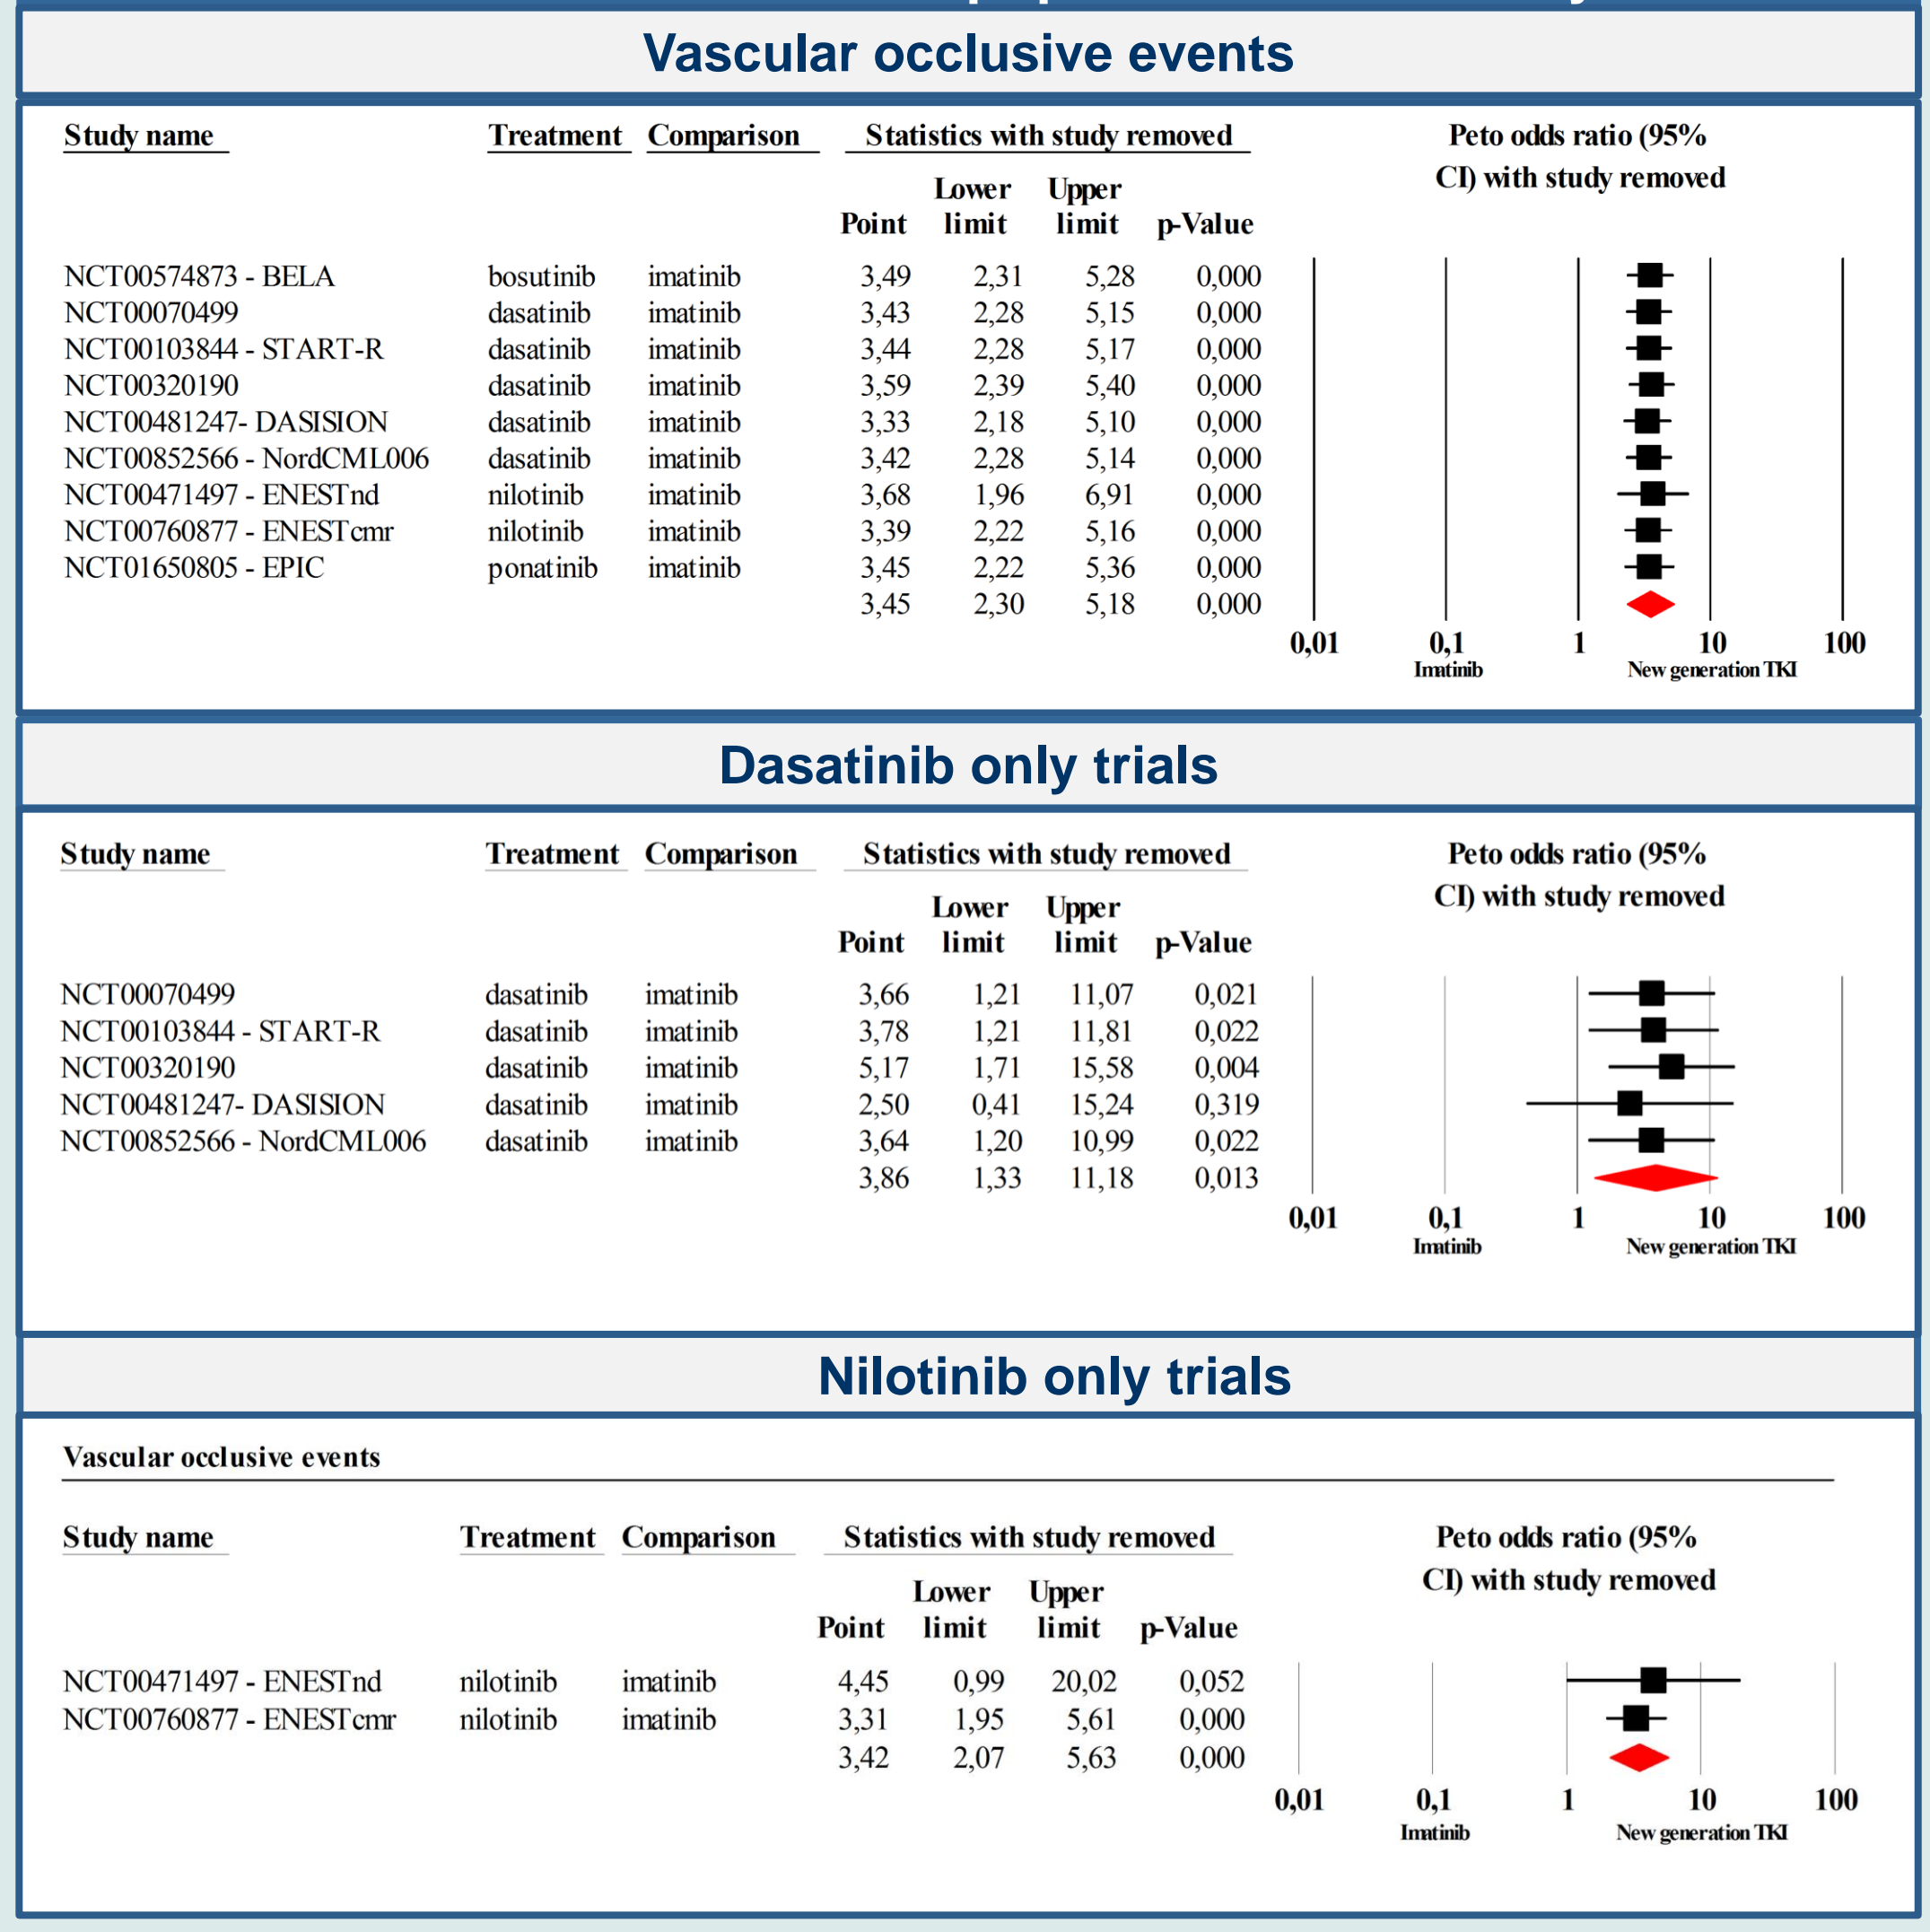 Vascular occlusive events
Study name Treatment Comparison Statistics with study removed Peto odds ratio (95%
CI) with study removed
Lower Upper
Point limit limit p-Value
NCT00574873 - BELA bosutinib imatinib 3,49 2,31 5,28 0,000
NCT00070499 dasatinib imatinib 3,43 2,28 5,15 0,000
NCT00103844 - START-R dasatinib imatinib 3,44 2,28 5,17 0,000
NCT00320190 dasatinib imatinib 3,59 2,39 5,40 0,000
NCT00481247- DASISION dasatinib imatinib 3,33 2,18 5,10 0,000
NCT00852566 - NordCML006 dasatinib imatinib 3,42 2,28 5,14 0,000
NCT00471497 - ENESTnd nilotinib imatinib 3,68 1,96 6,91 0,000
NCT00760877 - ENESTcmr nilotinib imatinib 3,39 2,22 5,16 0,000
NCT01650805 - EPIC ponatinib imatinib 3,45 2,22 5,36 0,000
3,45 2,30 5,18 0,000
0,01 0,1 1 10 100
Imatinib New generation TKI
Dasatinib only trials
Study name Treatment Comparison Statistics with study removed Peto odds ratio (95%
CI) with study removed
Lower Upper
Point limit limit p-Value
NCT00070499 dasatinib imatinib 3,66 1,21 11,07 0,021
NCT00103844 - START-R dasatinib imatinib 3,78 1,21 11,81 0,022
NCT00320190 dasatinib imatinib 5,17 1,71 15,58 0,004
NCT00481247- DASISION dasatinib imatinib 2,50 0,41 15,24 0,319
NCT00852566 - NordCML006 dasatinib imatinib 3,64 1,20 10,99 0,022
3,86 1,33 11,18 0,013
0,01 0,1 1 10 100
Imatinib New generation TKI
Nilotinib only trials
Vascular occlusive events
Study name Treatment Comparison Statistics with study removed Peto odds ratio (95%
CI) with study removed
Lower Upper
Point limit limit p-Value
NCT00471497 - ENESTnd nilotinib imatinib 4,45 0,99 20,02 0,052
NCT00760877 - ENESTcmr nilotinib imatinib 3,31 1,95 5,61 0,000
3,42 2,07 5,63 0,000
0,01 0,1 1 10 100
Imatinib New generation TKI